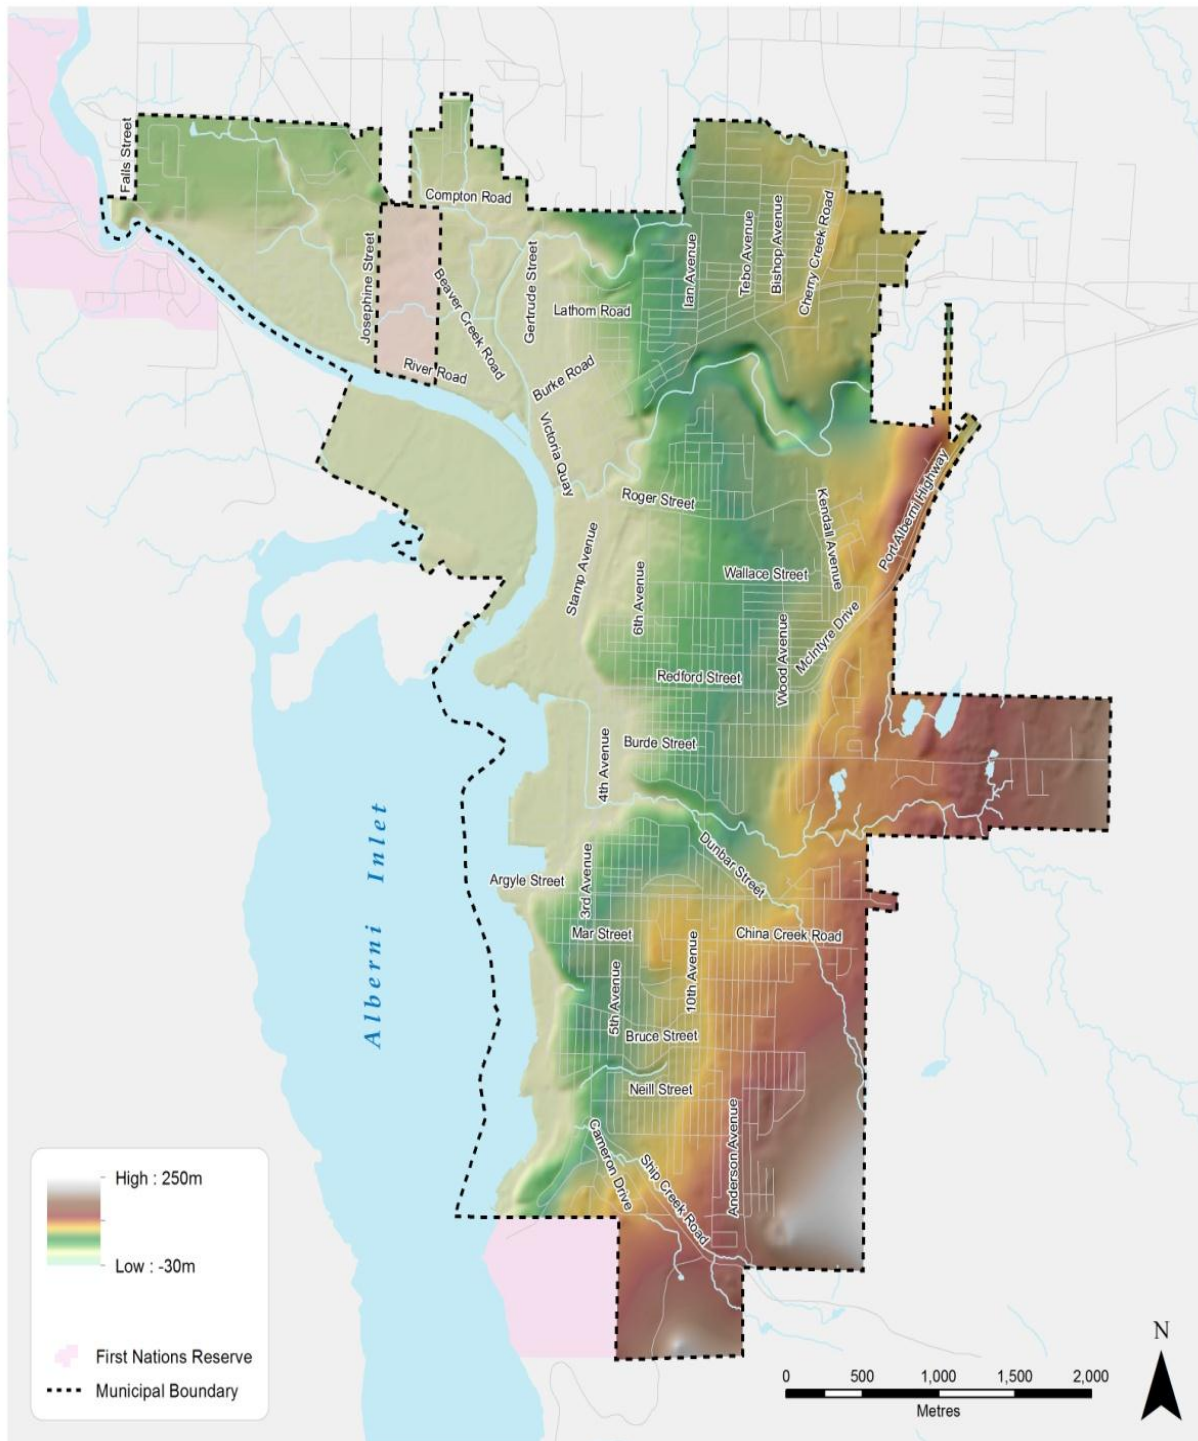 Falls Street
Compton Road
Josephine Street
Beaver Creek Road
Gertrude Street
Lathom Road
Ian Avenue
Tebo Avenue
Bishop Avenue
Cherry Creek Road
River Road
Burke Road
Victoria Quay
Roger Street
Kendall Avenue
Port Alberni Highway
Stamp Avenue
6th Avenue
Wallace Street
Wood Avenue
McIntyre Drive
Redford Street
4th Avenue
Burde Street
Alberni Inlet
Argyle Street
3rd Avenue
Dunbar Street
Mar Street
China Creek Road
5th Avenue
10th Avenue
Bruce Street
Neill Street
Cameron Drive
Ship Creek Road
Anderson Avenue
High : 250m
Low : -30m
First Nations Reserve
Municipal Boundary
N
0 500 1,000 1,500 2,000
Metres